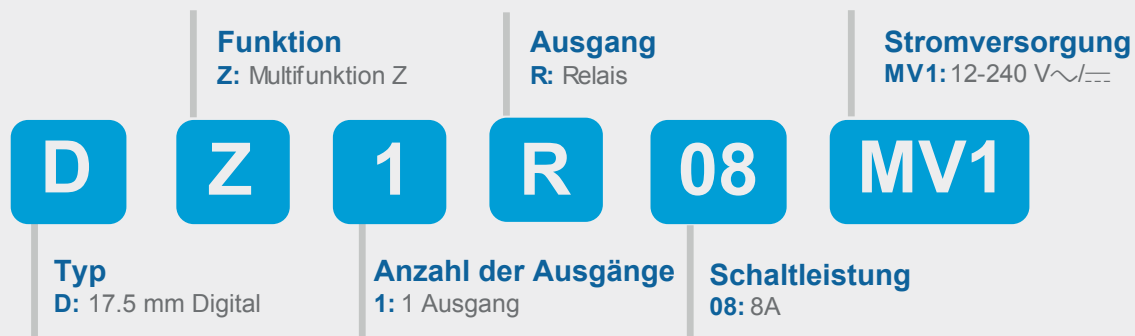 Funktion
Z: Multifunktion Z
Ausgang
R: Relais
Stromversorgung
MV1: 12-240 V～/⎓
D Z 1 R 08 MV1
Typ
D: 17.5 mm Digital
Anzahl der Ausgänge
1: 1 Ausgang
Schaltleistung
08: 8A